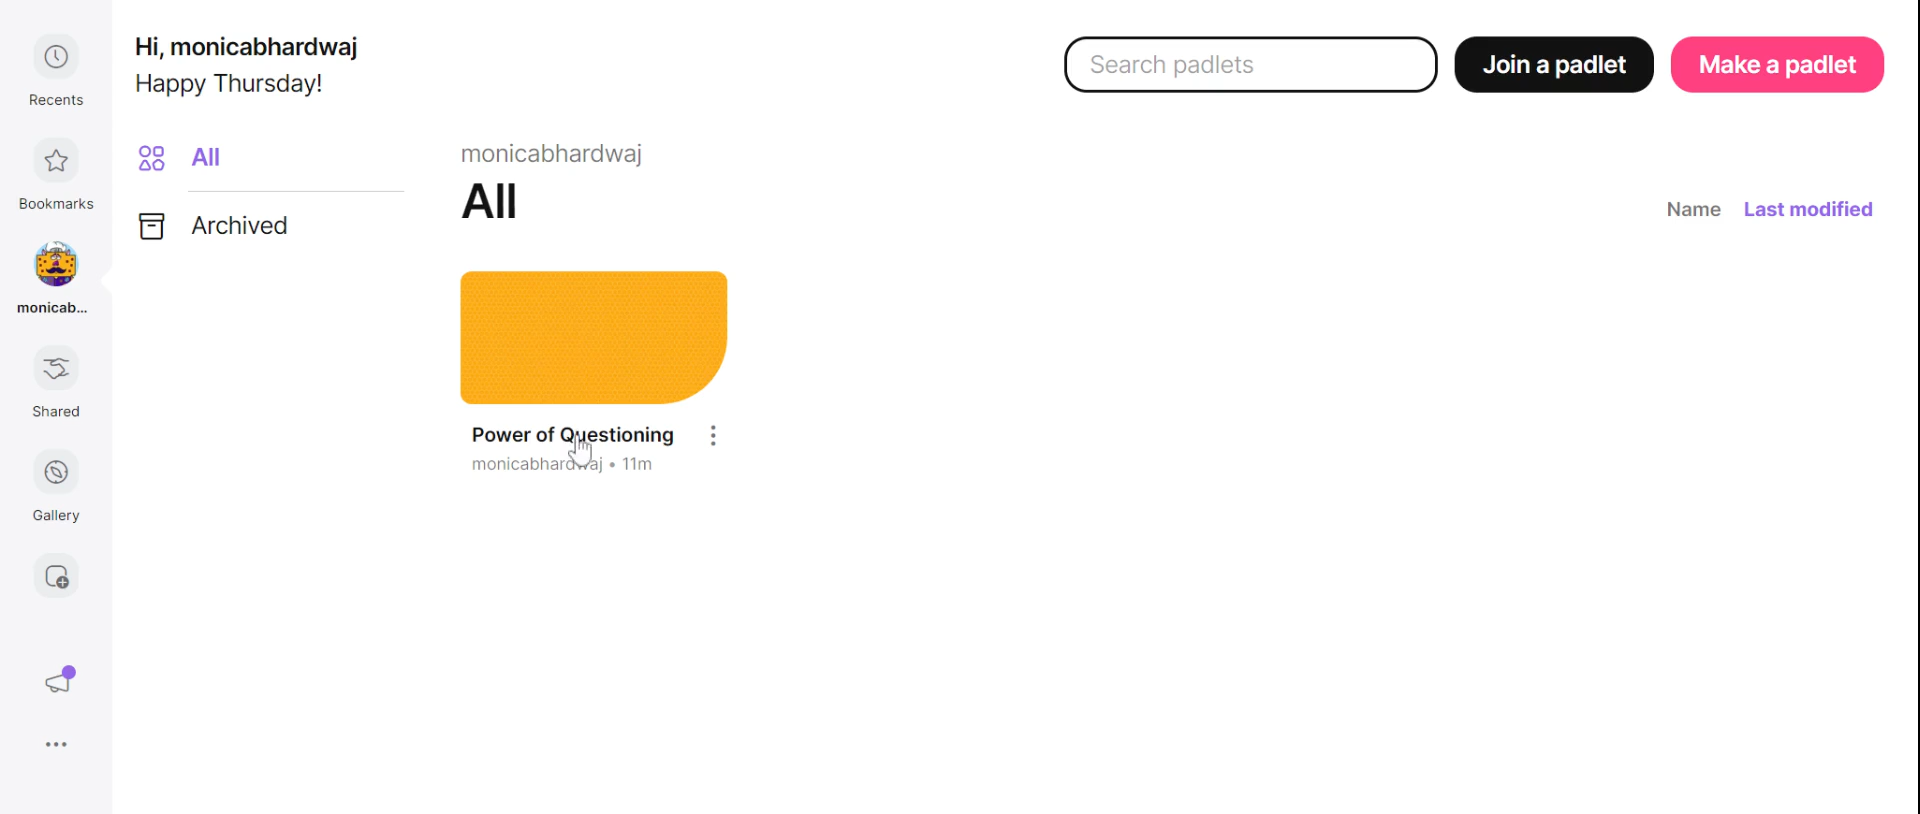 Recents
Bookmarks
monicab...
Shared
Gallery
Hi, monicabhardwaj
Happy Thursday!
Search padlets
Join a padlet
Make a padlet
All
Archived
monicabhardwaj
All
Name
Last modified
Power of Questioning
monicabhardwaj • 11m